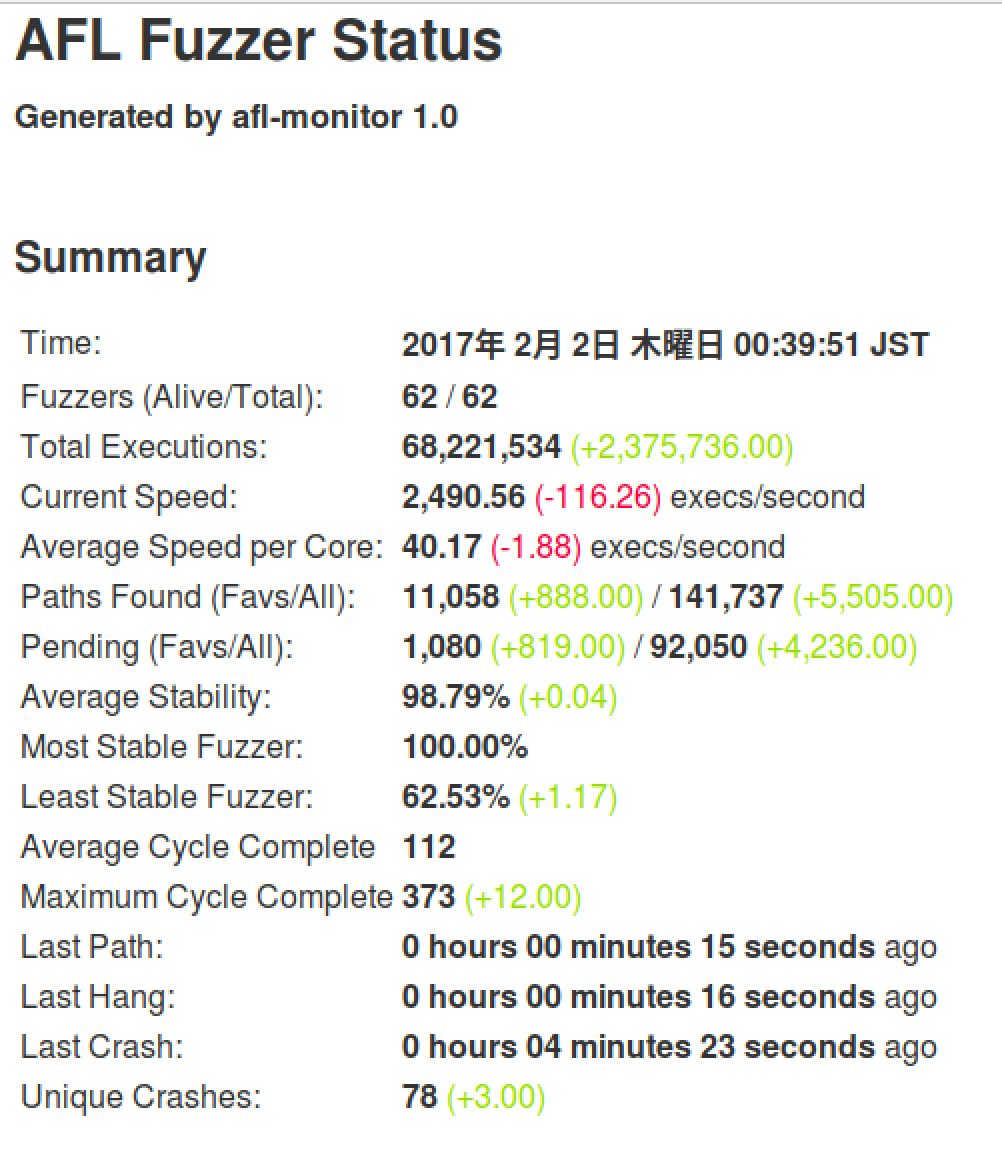 AFL Fuzzer Status
Generated by afl-monitor 1.0
Summary
Time: 2017年 2月 2日 木曜日 00:39:51 JST
Fuzzers (Alive/Total): 62 / 62
Total Executions: 68,221,534 (+2,375,736.00)
Current Speed: 2,490.56 (-116.26) execs/second
Average Speed per Core: 40.17 (-1.88) execs/second
Paths Found (Favs/All): 11,058 (+888.00) / 141,737 (+5,505.00)
Pending (Favs/All): 1,080 (+819.00) / 92,050 (+4,236.00)
Average Stability: 98.79% (+0.04)
Most Stable Fuzzer: 100.00%
Least Stable Fuzzer: 62.53% (+1.17)
Average Cycle Complete 112
Maximum Cycle Complete 373 (+12.00)
Last Path: 0 hours 00 minutes 15 seconds ago
Last Hang: 0 hours 00 minutes 16 seconds ago
Last Crash: 0 hours 04 minutes 23 seconds ago
Unique Crashes: 78 (+3.00)